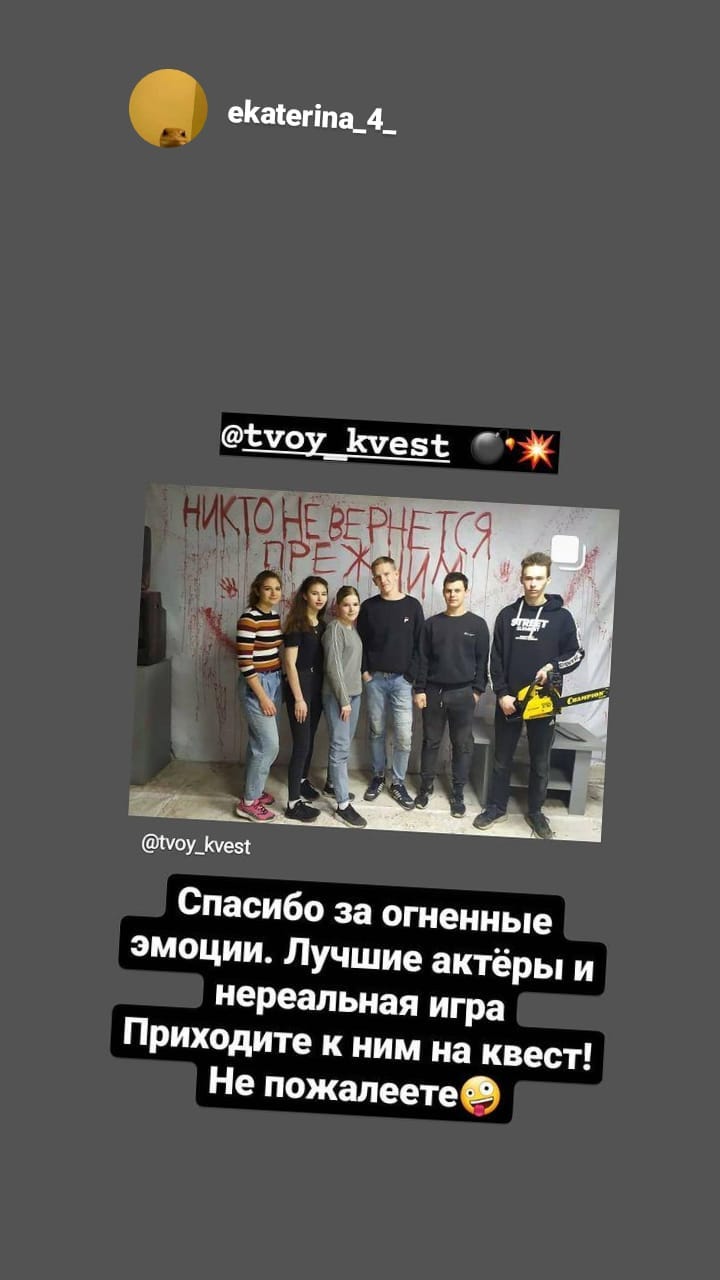 ekaterina_4_
@tvoy_kvest
НИКТО НЕ ВЕРНЕТСЯ
ПРЕЖНИМ
STREET
CHAMPION
@tvoy_kvest
Спасибо за огненные
эмоции. Лучшие актёры и
нереальная игра
Приходите к ним на квест!
Не пожалеете